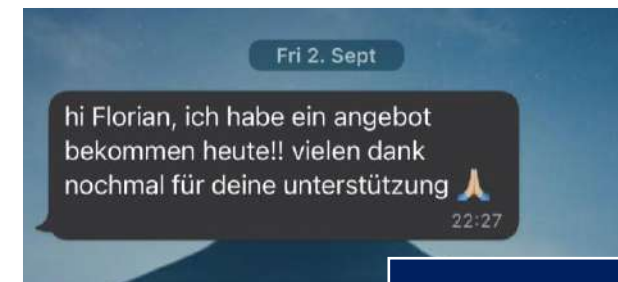 Fri 2. Sept
hi Florian, ich habe ein angebot
bekommen heute!! vielen dank
nochmal für deine unterstützung 🙏🏼
22:27